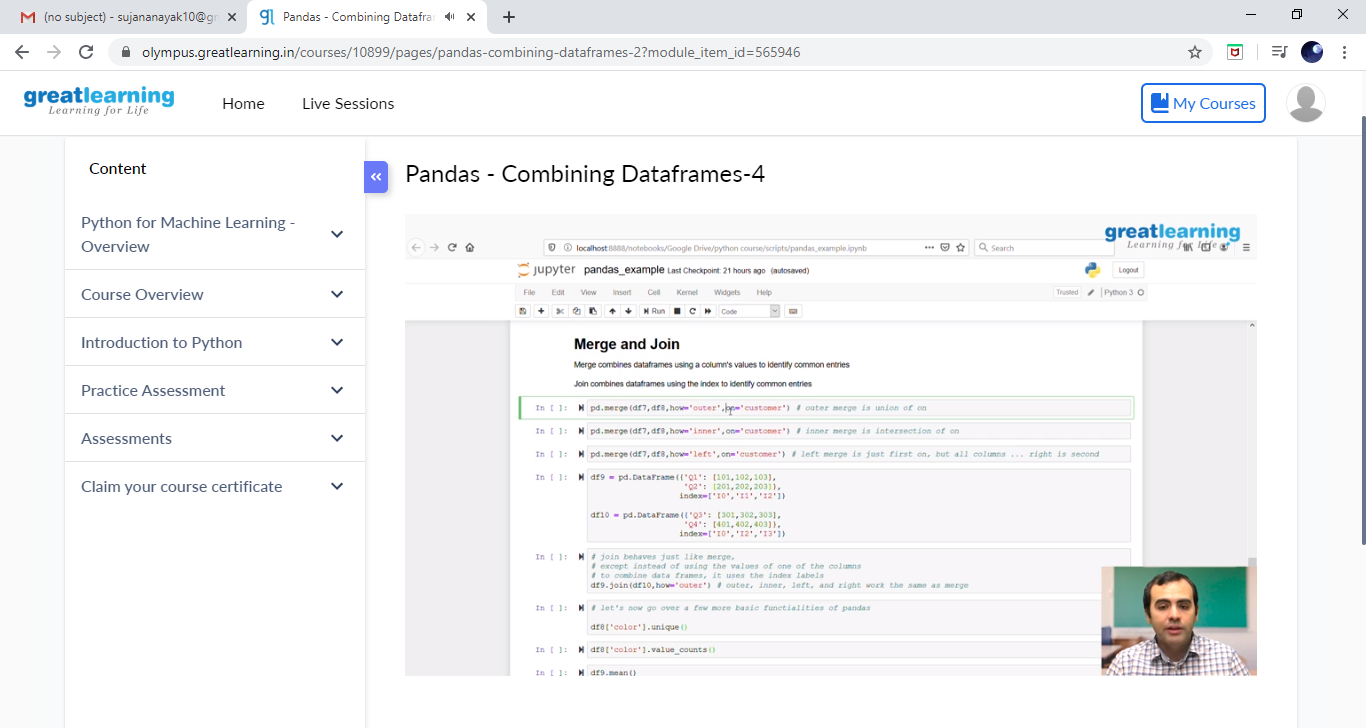 (no subject) - sujananayak10@gr
Pandas - Combining Datafra
olympus.greatlearning.in/courses/10899/pages/pandas-combining-dataframes-2?module_item_id=565946
greatlearning
Learning for Life
Home
Live Sessions
My Courses
Content
Python for Machine Learning -
Overview
Course Overview
Introduction to Python
Practice Assessment
Assessments
Claim your course certificate
Pandas - Combining Dataframes-4
localhost:8888/notebooks/Google Drive/python course/scripts/pandas_example.ipynb
Search
greatlearning
Learning for Life
jupyter pandas_example Last Checkpoint: 21 hours ago (autosaved)
Logout
File Edit View Insert Cell Kernel Widgets Help
Trusted
Python 3
Run
Code
Merge and Join
Merge combines dataframes using a column's values to identify common entries
Join combines dataframes using the index to identify common entries
In [ ]: pd.merge(df7,df8,how='outer',on='customer') # outer merge is union of on
In [ ]: pd.merge(df7,df8,how='inner',on='customer') # inner merge is intersection of on
In [ ]: pd.merge(df7,df8,how='left',on='customer') # left merge is just first on, but all columns ... right is second
In [ ]: df9 = pd.DataFrame({'Q1': [101,102,103],
'Q2': [201,202,203]},
index=['I0','I1','I2'])
df10 = pd.DataFrame({'Q3': [301,302,303],
'Q4': [401,402,403]},
index=['I0','I2','I3'])
In [ ]: # join behaves just like merge,
# except instead of using the values of one of the columns
# to combine data frames, it uses the index labels
df9.join(df10,how='outer') # outer, inner, left, and right work the same as merge
In [ ]: # let's now go over a few more basic functialities of pandas
df8['color'].unique()
In [ ]: df8['color'].value_counts()
In [ ]: df9.mean()